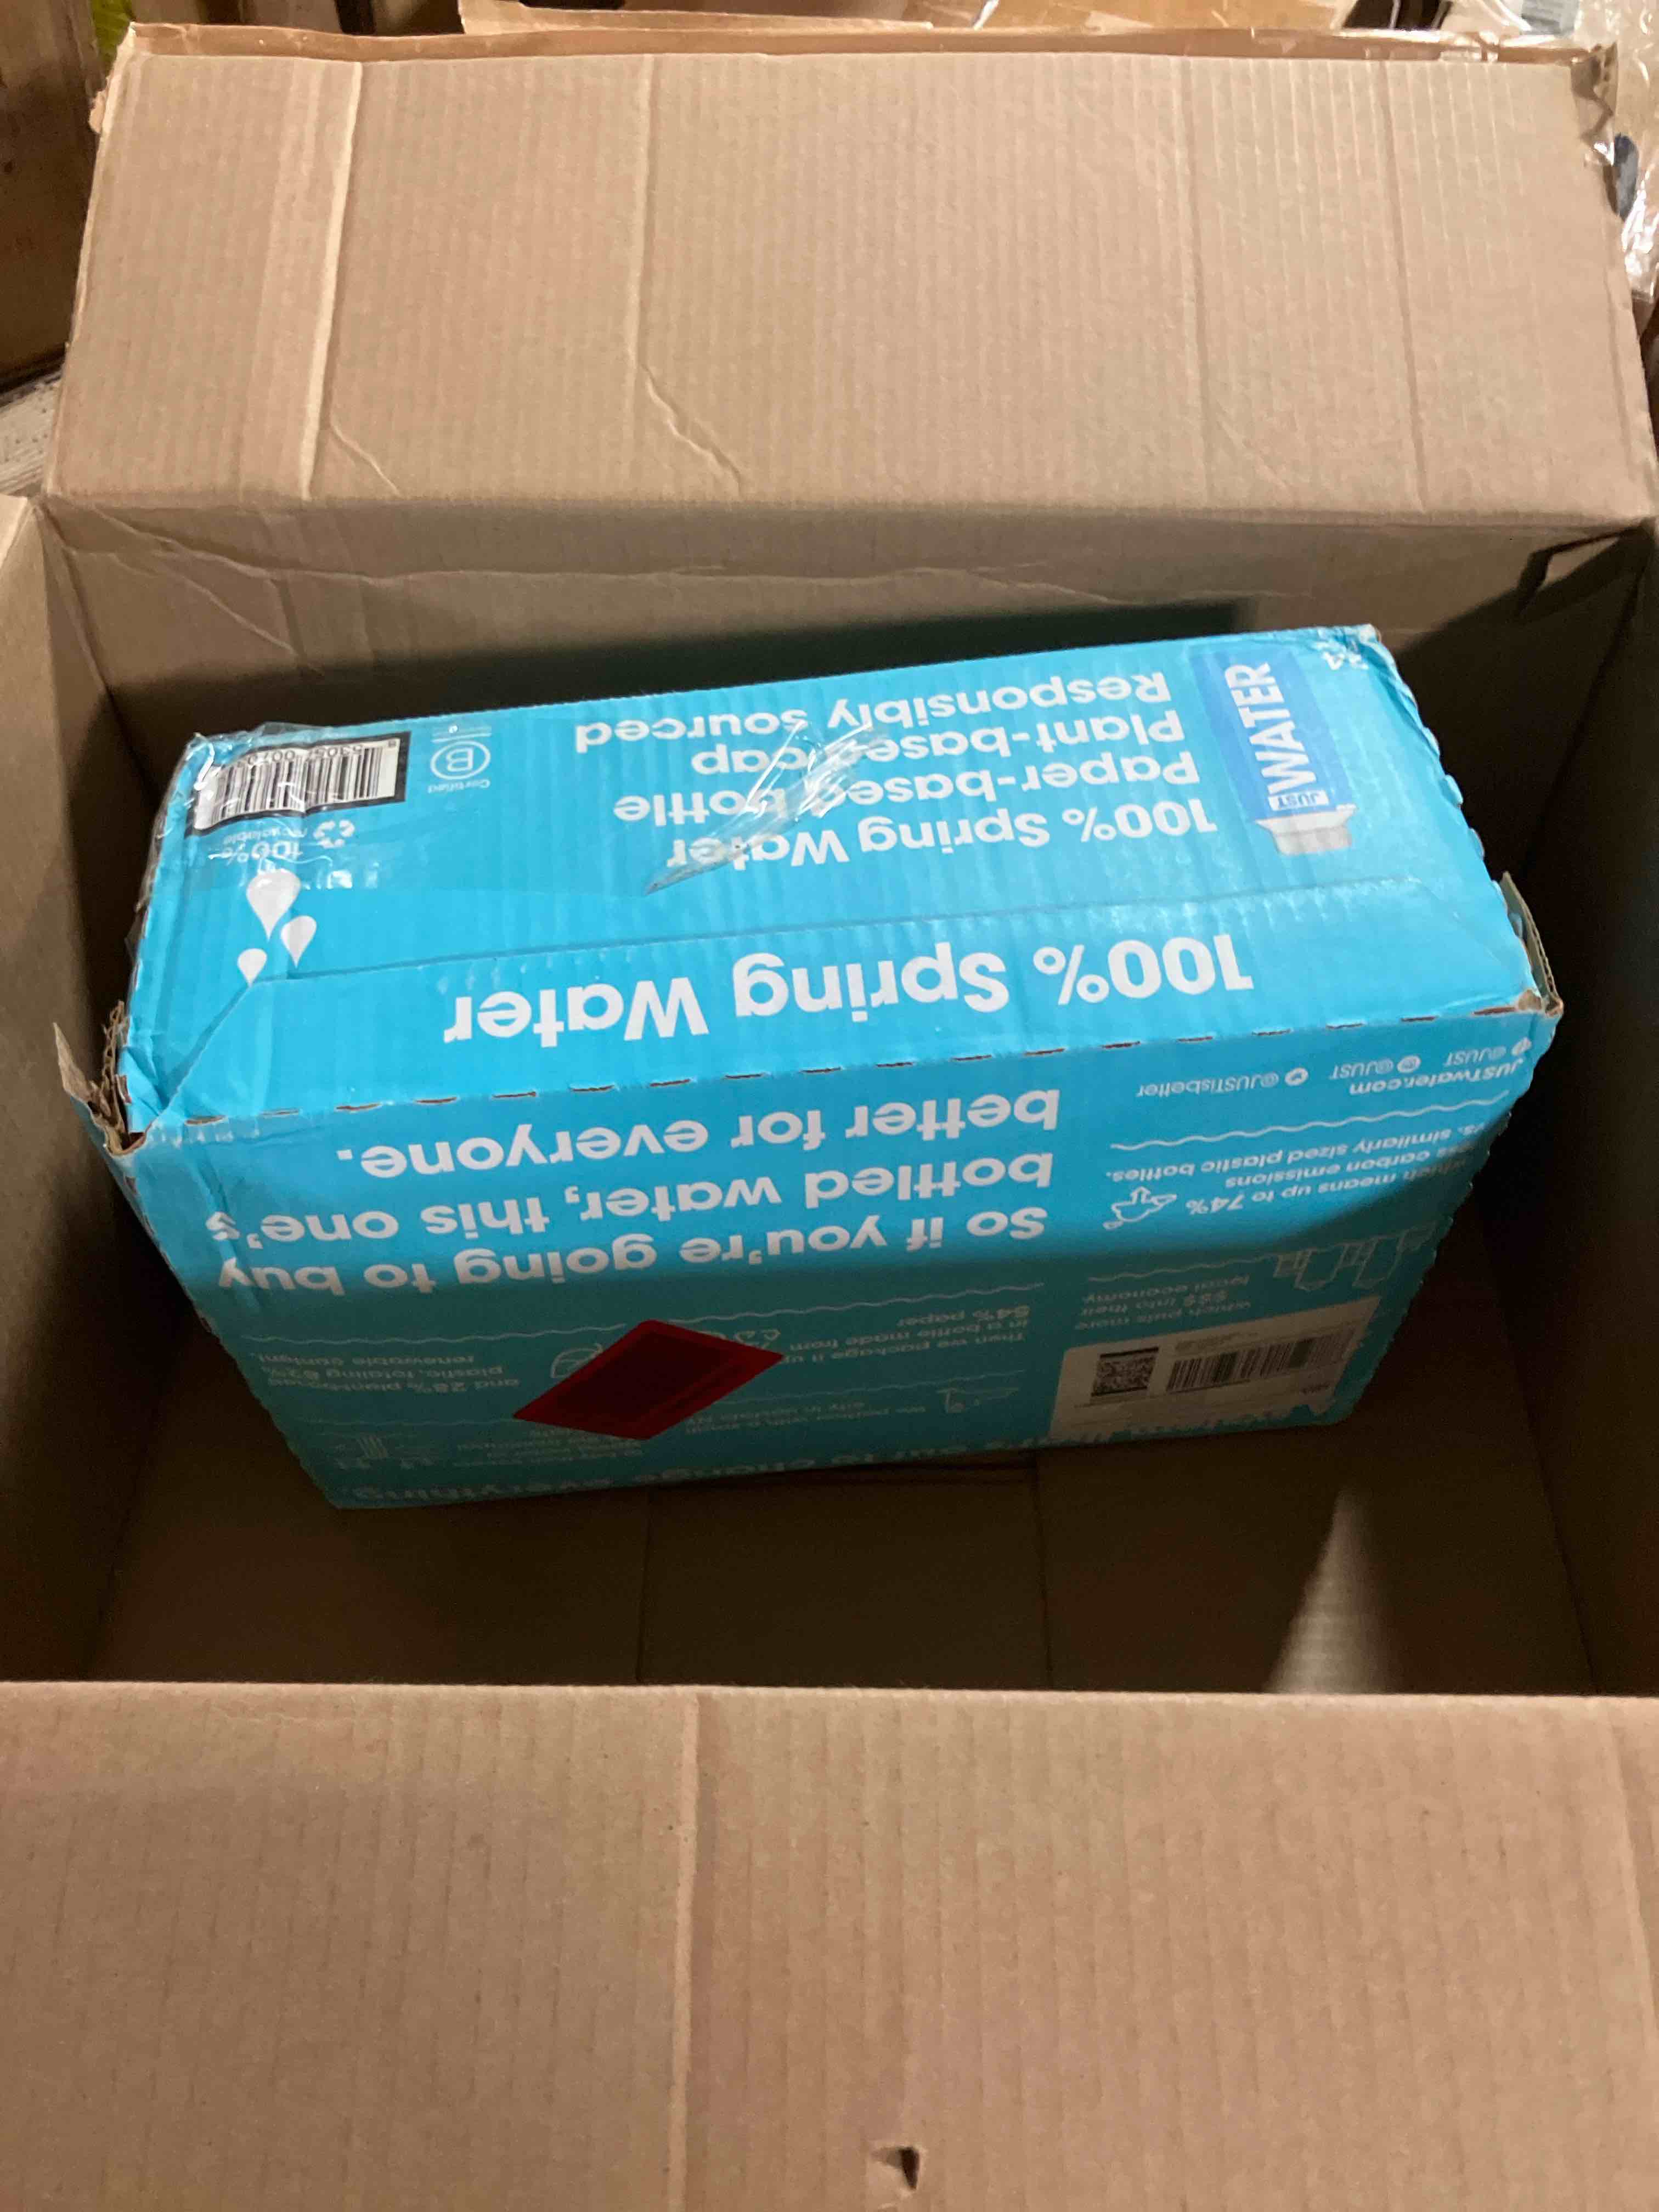 24
JUST
WATER
100% Spring Water
Paper-based bottle
Plant-based cap
Responsibly sourced
Certified
B
100%
recyclable
100% Spring Water
So if you're going to buy
bottled water, this one's
better for everyone.
which puts more
$$$ into their
local economy
up to 74%
carbon emissions
vs. similarly sized plastic bottles.
JUSTwater.com
@JUST @JUST @JUSTisbetter
Then we package it up
in a bottle made from
54% paper
and 28% plant-based
plastic, totaling 82%
renewable content.